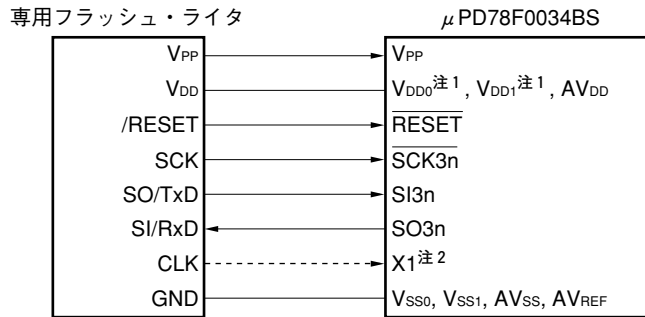 専用フラッシュ・ライタ μPD78F0034BS
VPP VPP
VDD VDD0注1, VDD1注1, AVDD
/RESET RESET
SCK SCK3n
SO/TxD SI3n
SI/RxD SO3n
CLK X1注2
GND VSS0, VSS1, AVSS, AVREF